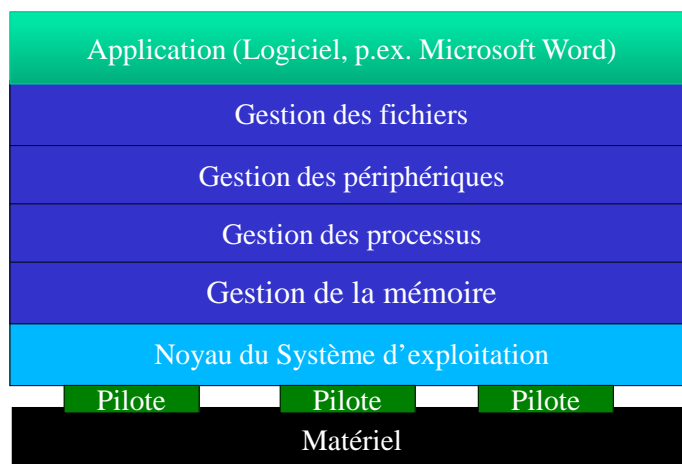 Application (Logiciel, p.ex. Microsoft Word)
Gestion des fichiers
Gestion des périphériques
Gestion des processus
Gestion de la mémoire
Noyau du Système d’exploitation
Pilote Pilote Pilote
Matériel